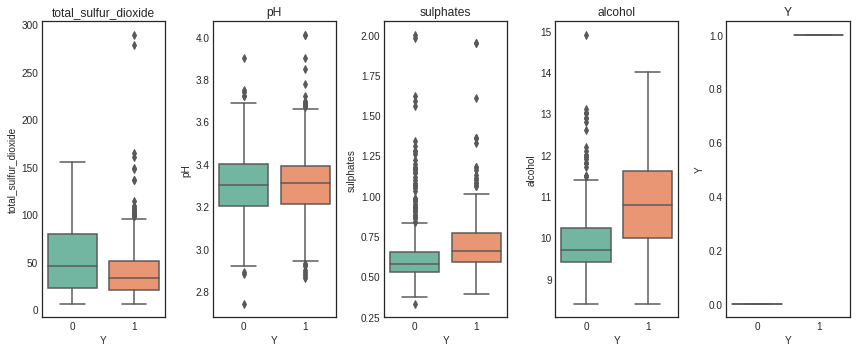 total_sulfur_dioxide
total_sulfur_dioxide
300
250
200
150
100
50
0
0 1
Y
pH
pH
4.0
3.8
3.6
3.4
3.2
3.0
2.8
0 1
Y
sulphates
sulphates
2.00
1.75
1.50
1.25
1.00
0.75
0.50
0.25
0 1
Y
alcohol
alcohol
15
14
13
12
11
10
9
0 1
Y
Y
Y
1.0
0.8
0.6
0.4
0.2
0.0
0 1
Y